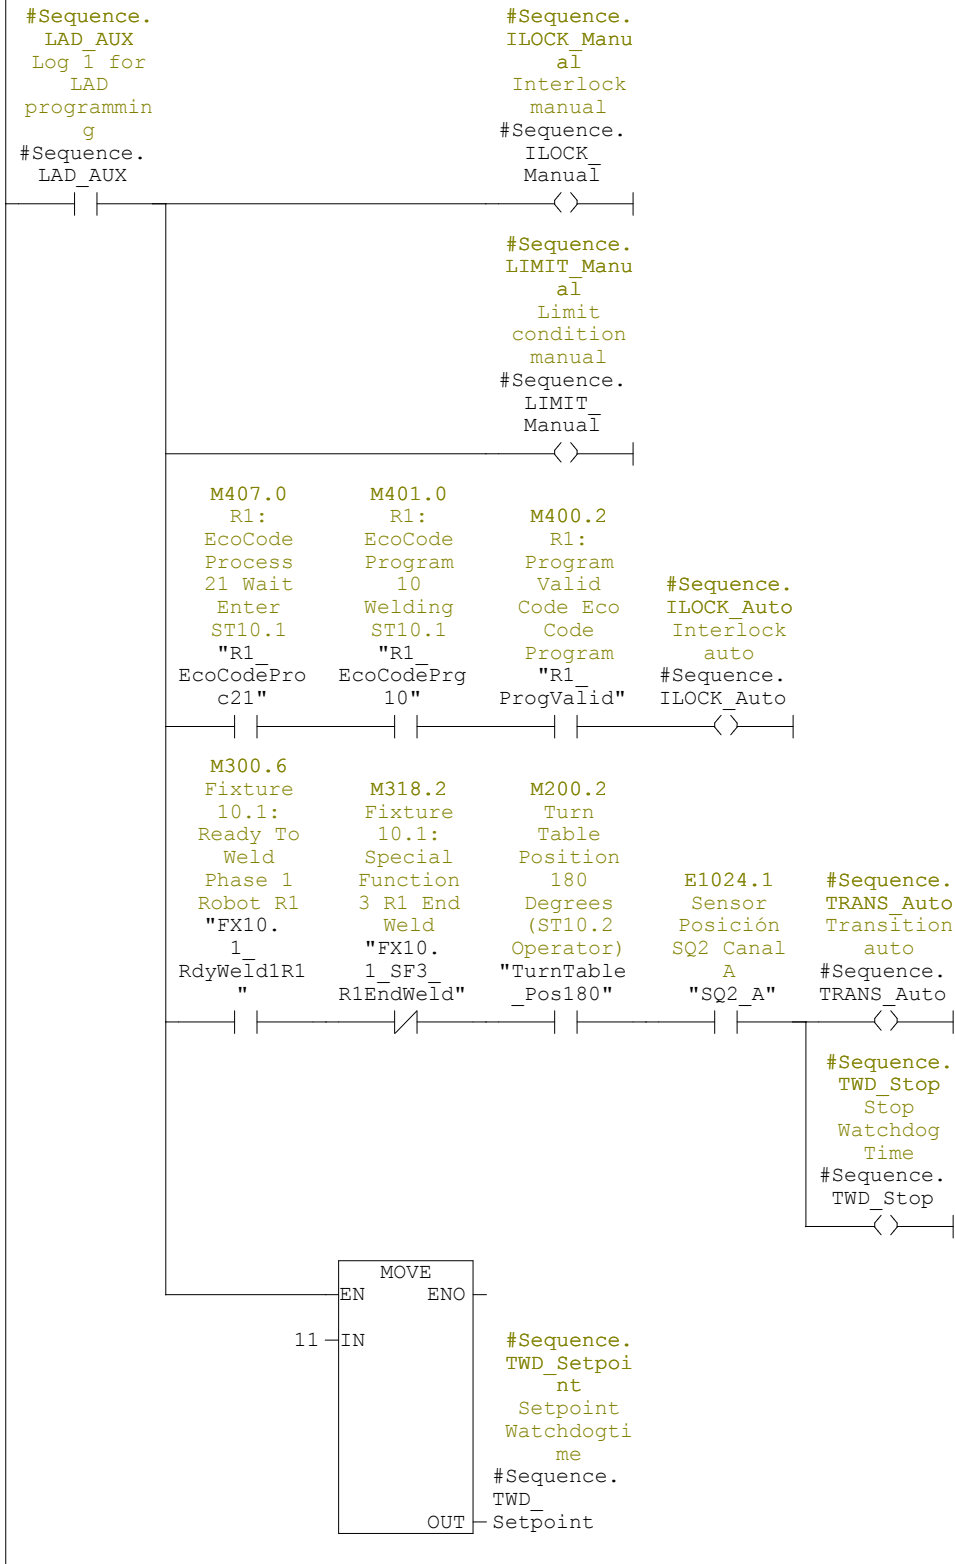 #Sequence.
LAD_AUX
Log 1 for
LAD
programmin
g
#Sequence.
LAD_AUX
#Sequence.
ILOCK_Manu
al
Interlock
manual
#Sequence.
ILOCK_
Manual
#Sequence.
LIMIT_Manu
al
Limit
condition
manual
#Sequence.
LIMIT_
Manual
M407.0
R1:
EcoCode
Process
21 Wait
Enter
ST10.1
"R1_
EcoCodePro
c21"
M401.0
R1:
EcoCode
Program
10
Welding
ST10.1
"R1_
EcoCodePrg
10"
M400.2
R1:
Program
Valid
Code Eco
Code
Program
"R1_
ProgValid"
#Sequence.
ILOCK_Auto
Interlock
auto
#Sequence.
ILOCK_Auto
M300.6
Fixture
10.1:
Ready To
Weld
Phase 1
Robot R1
"FX10.
1_
RdyWeld1R1
"
M318.2
Fixture
10.1:
Special
Function
3 R1 End
Weld
"FX10.
1_SF3_
R1EndWeld"
M200.2
Turn
Table
Position
180
Degrees
(ST10.2
Operator)
"TurnTable
_Pos180"
E1024.1
Sensor
Posición
SQ2 Canal
A
"SQ2_A"
#Sequence.
TRANS_Auto
Transition
auto
#Sequence.
TRANS_Auto
#Sequence.
TWD_Stop
Stop
Watchdog
Time
#Sequence.
TWD_Stop
MOVE
EN ENO
11 IN
#Sequence.
TWD_Setpoi
nt
Setpoint
Watchdogti
me
#Sequence.
TWD_
OUT Setpoint